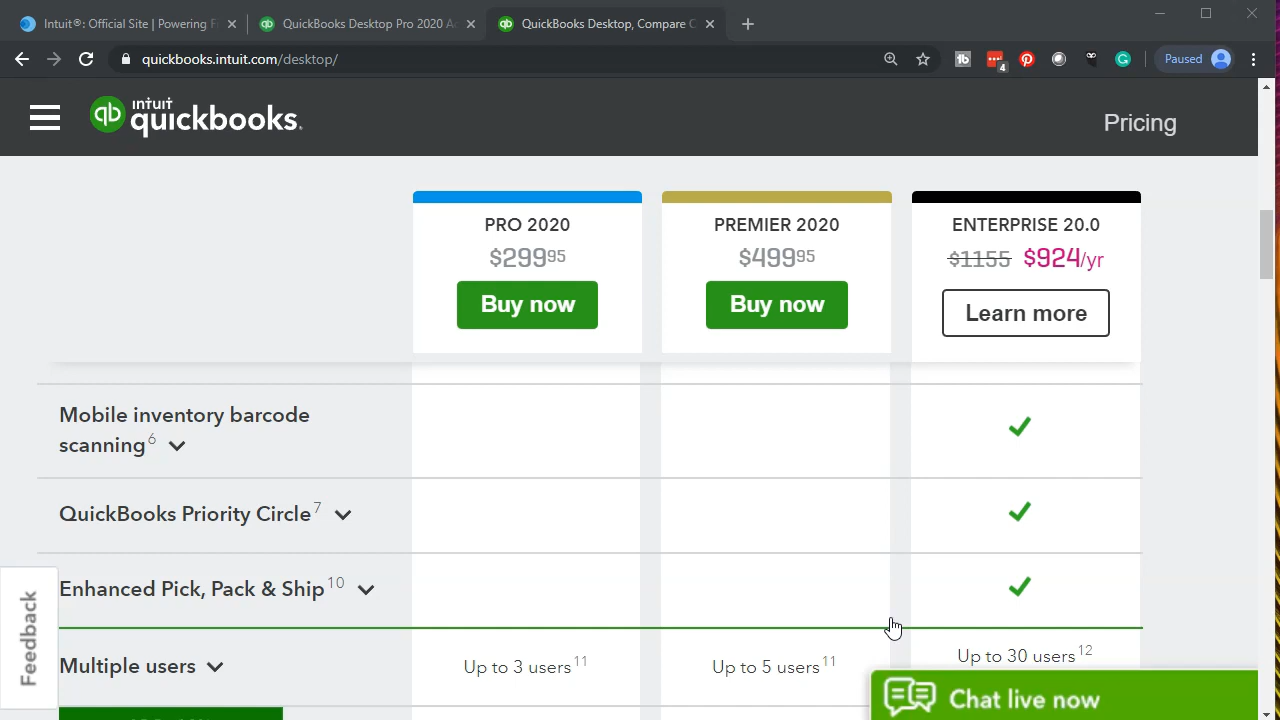 Intuit®: Official Site | Powering F
QuickBooks Desktop Pro 2020 Ac
QuickBooks Desktop, Compare C
quickbooks.intuit.com/desktop/
4
Paused
intuit
quickbooks.
Pricing
PRO 2020
$29995
Buy now
PREMIER 2020
$49995
Buy now
ENTERPRISE 20.0
$1155 $924/yr
Learn more
Mobile inventory barcode
scanning6
QuickBooks Priority Circle7
Enhanced Pick, Pack & Ship10
Multiple users
Up to 3 users11
Up to 5 users11
Up to 30 users12
Feedback
Chat live now